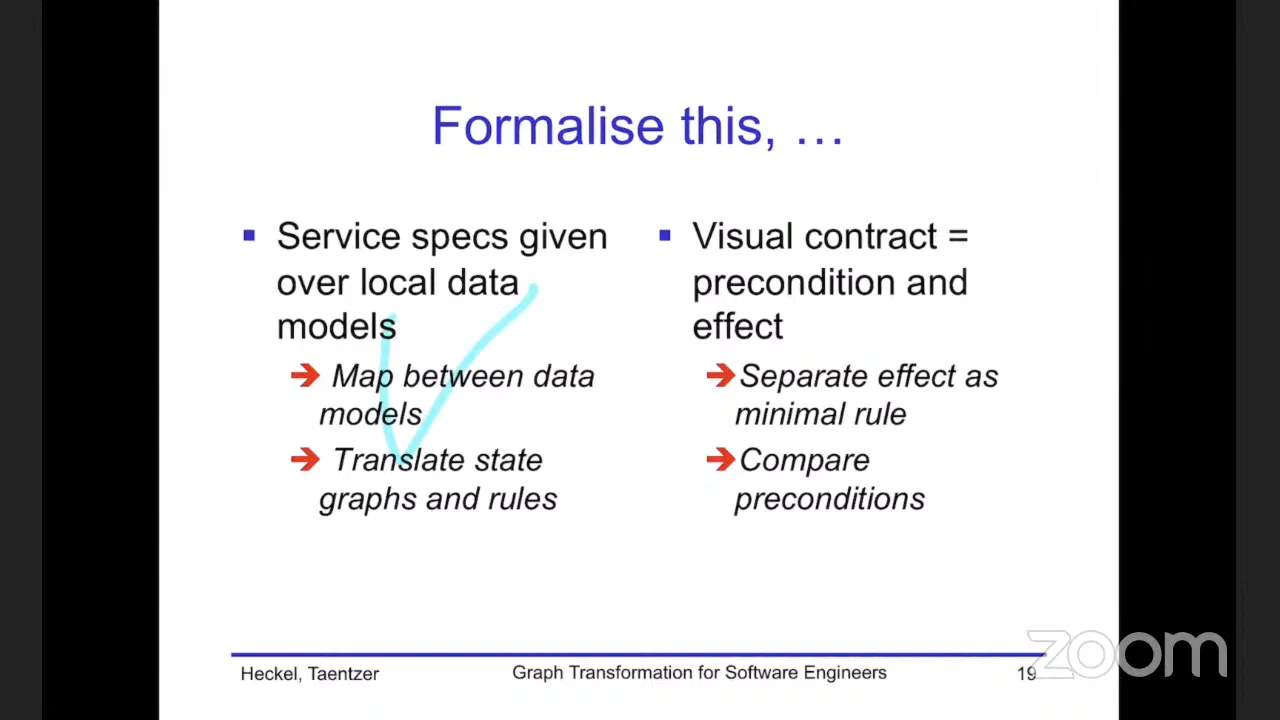 Formalise this, …
Service specs given
over local data
models
Map between data
models
Translate state
graphs and rules
Visual contract =
precondition and
effect
Separate effect as
minimal rule
Compare
preconditions
Heckel, Taentzer
Graph Transformation for Software Engineers
19
zoom